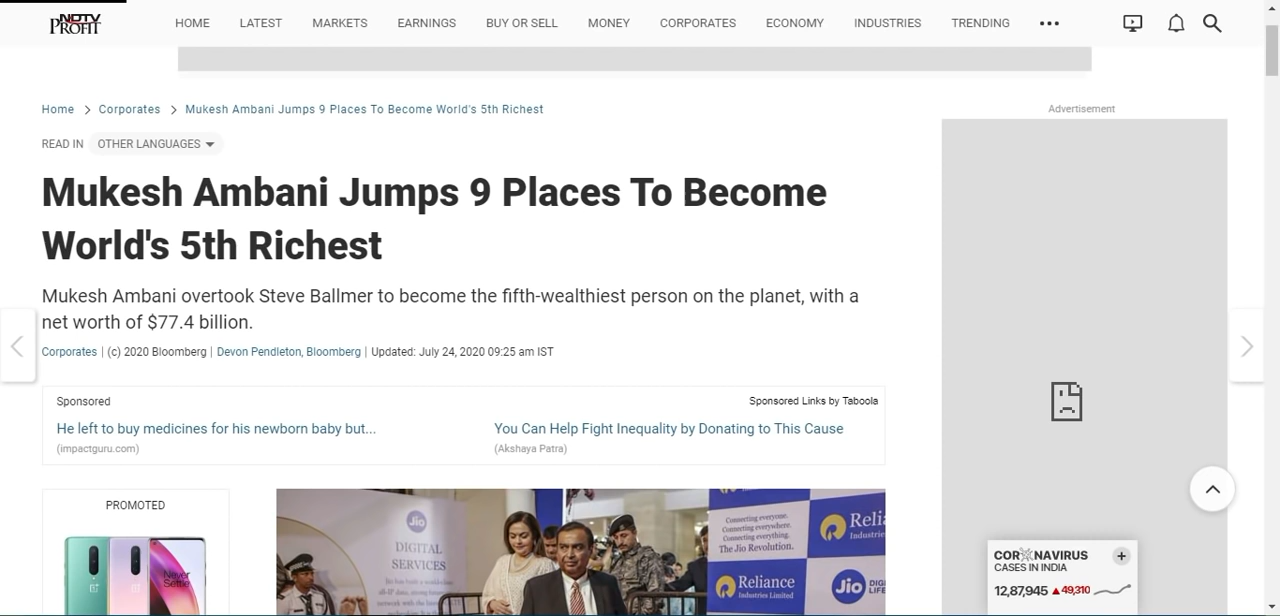 NDTV
PROFIT
HOME LATEST MARKETS EARNINGS BUY OR SELL MONEY CORPORATES ECONOMY INDUSTRIES TRENDING
Home > Corporates > Mukesh Ambani Jumps 9 Places To Become World's 5th Richest
Advertisement
READ IN OTHER LANGUAGES
Mukesh Ambani Jumps 9 Places To Become
World's 5th Richest
Mukesh Ambani overtook Steve Ballmer to become the fifth-wealthiest person on the planet, with a
net worth of $77.4 billion.
Corporates | (c) 2020 Bloomberg | Devon Pendleton, Bloomberg | Updated: July 24, 2020 09:25 am IST
Sponsored
Sponsored Links by Taboola
He left to buy medicines for his newborn baby but...
(impactguru.com)
You Can Help Fight Inequality by Donating to This Cause
(Akshaya Patra)
PROMOTED
Never
Settle
Jio
DIGITAL
SERVICES
Connecting everyone.
Connecting everywhere.
Connecting everything.
The Jio Revolution.
Relia
Industries
Reliance
Industries Limited
Jio
DIGI
LIFE
CORONAVIRUS
CASES IN INDIA
12,87,945 ▲49,310